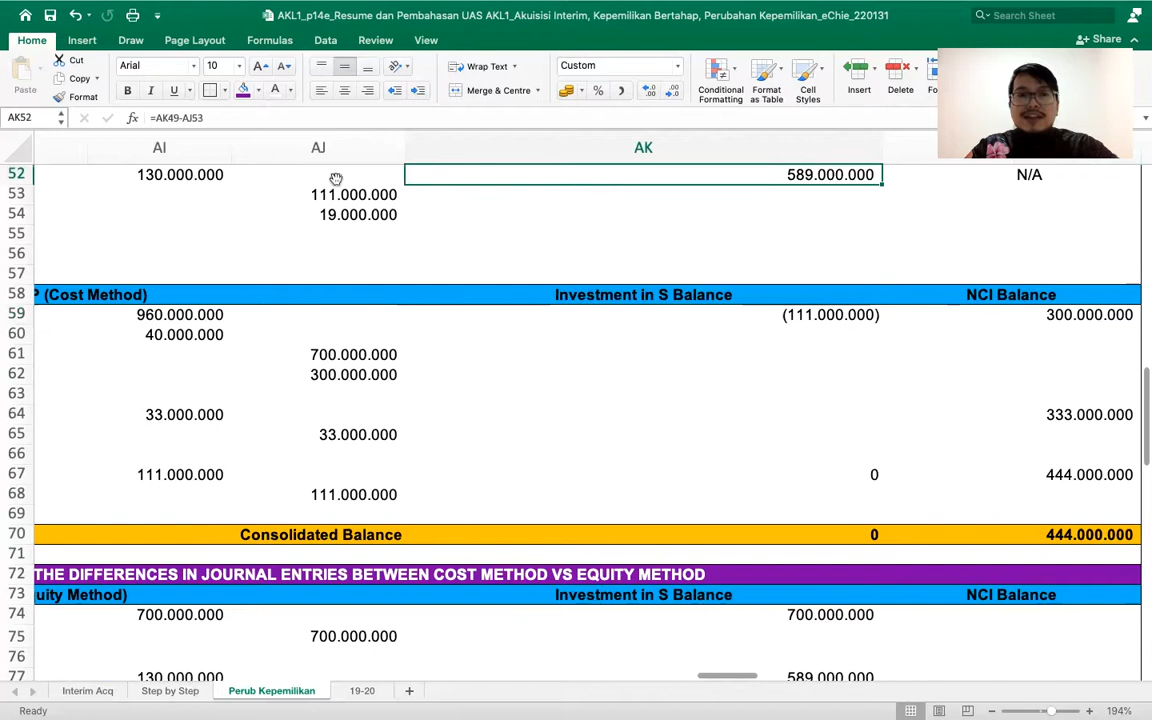 AKL1_p14e_Resume dan Pembahasan UAS AKL1_Akuisisi Interim, Kepemilikan Bertahap, Perubahan Kepemilikan_eChie_220131
Search Sheet
Home Insert Draw Page Layout Formulas Data Review View
Share
Paste
Cut
Copy
Format
Arial 10
B I U
A
Wrap Text
Merge & Centre
Custom
%
Conditional Formatting
Format as Table
Cell Styles
Insert
Delete
AK52 fx =AK49-AJ53
AI AJ AK
52 130.000.000 589.000.000 N/A
53 111.000.000
54 19.000.000
55
56
57
58 P (Cost Method) Investment in S Balance NCI Balance
59 960.000.000 (111.000.000) 300.000.000
60 40.000.000
61 700.000.000
62 300.000.000
63
64 33.000.000 333.000.000
65 33.000.000
66
67 111.000.000 0 444.000.000
68 111.000.000
69
70 Consolidated Balance 0 444.000.000
71
72 THE DIFFERENCES IN JOURNAL ENTRIES BETWEEN COST METHOD VS EQUITY METHOD
73 uity Method) Investment in S Balance NCI Balance
74 700.000.000 700.000.000
75 700.000.000
76
77 130.000.000 589.000.000
Interim Acq Step by Step Perub Kepemilikan 19-20 +
Ready 194%